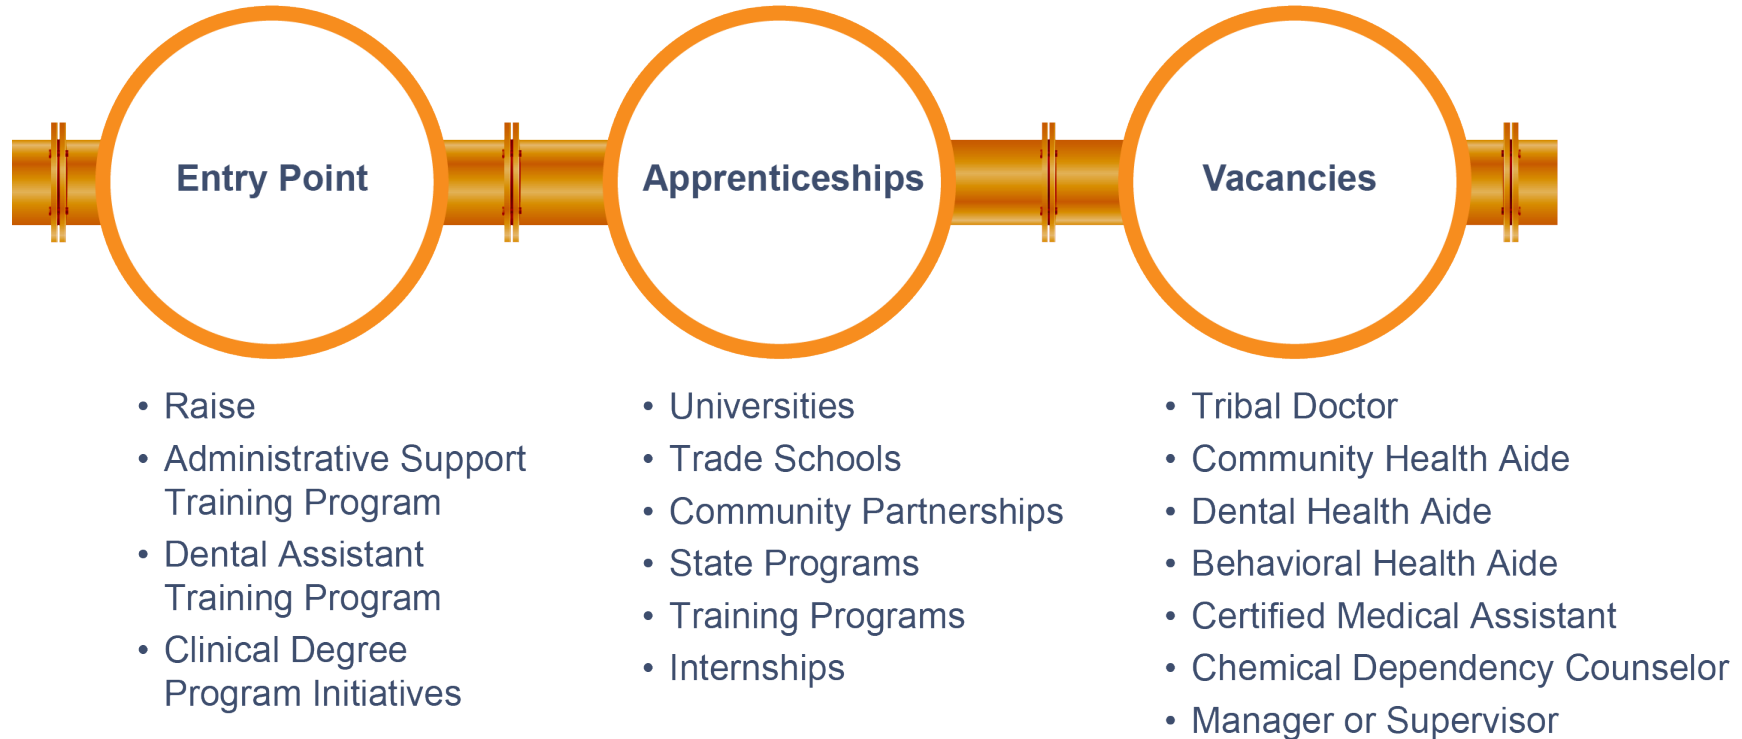 Entry Point
• Raise
• Administrative Support
Training Program
• Dental Assistant
Training Program
• Clinical Degree
Program Initiatives
Apprenticeships
• Universities
• Trade Schools
• Community Partnerships
• State Programs
• Training Programs
• Internships
Vacancies
• Tribal Doctor
• Community Health Aide
• Dental Health Aide
• Behavioral Health Aide
• Certified Medical Assistant
• Chemical Dependency Counselor
• Manager or Supervisor